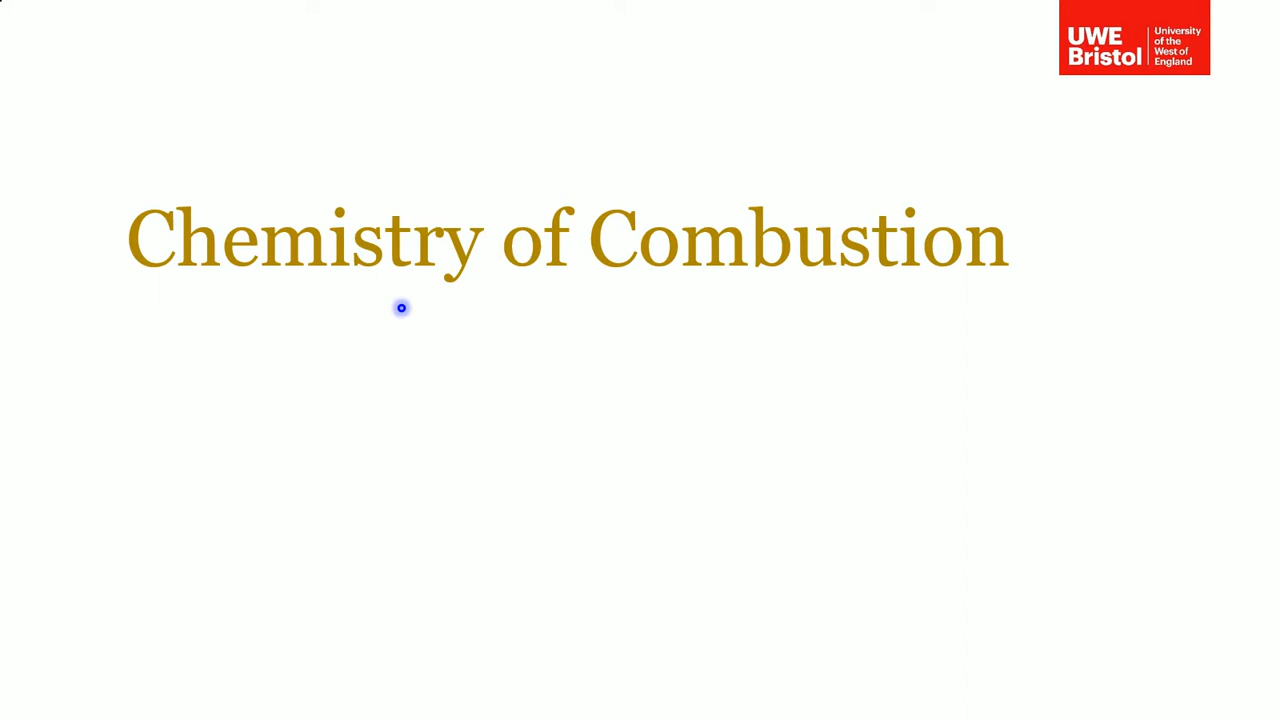 UWE
Bristol
University
of the
West of
England
Chemistry of Combustion